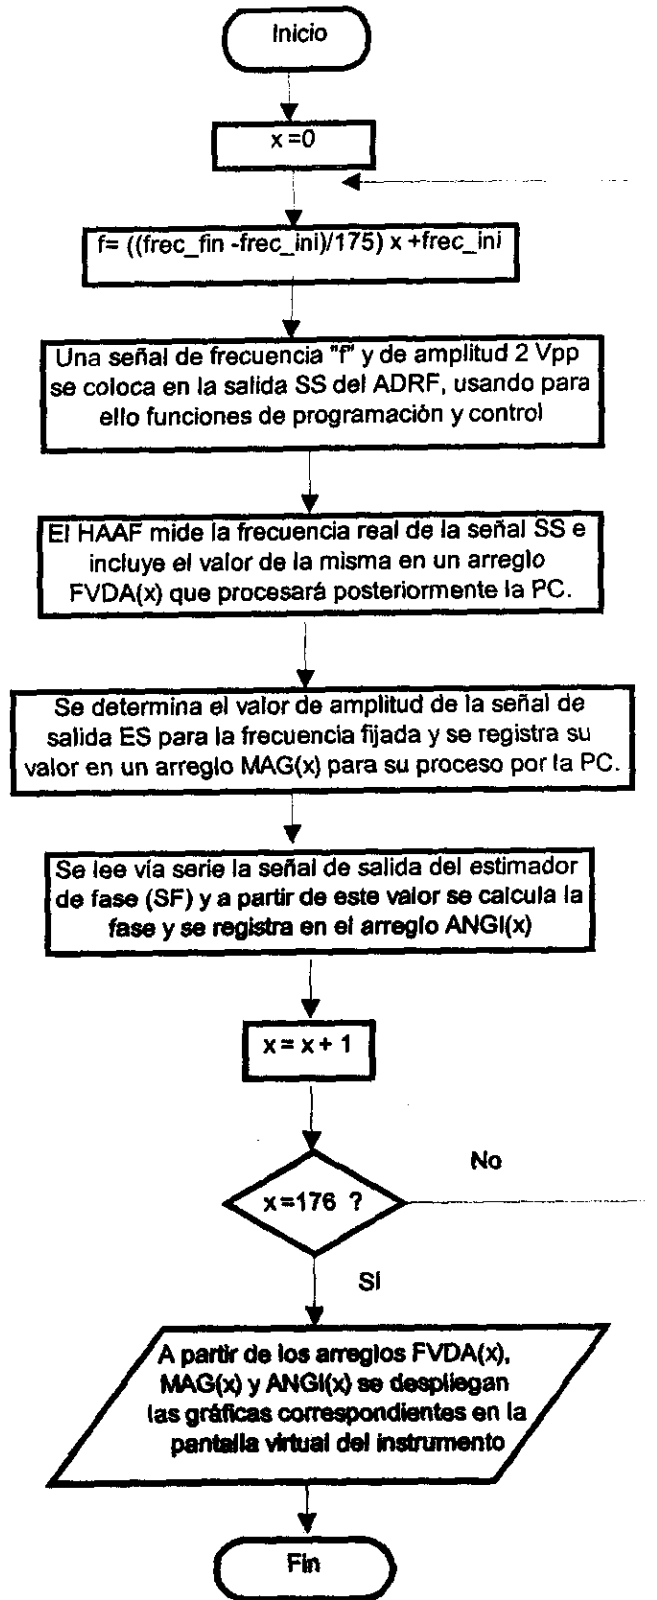 Inicio
x =0
f= ((frec_fin -frec_ini)/175) x +frec_ini
Una señal de frecuencia "f" y de amplitud 2 Vpp
se coloca en la salida SS del ADRF, usando para
ello funciones de programación y control
El HAAF mide la frecuencia real de la señal SS e
incluye el valor de la misma en un arreglo
FVDA(x) que procesará posteriormente la PC.
Se determina el valor de amplitud de la señal de
salida ES para la frecuencia fijada y se registra su
valor en un arreglo MAG(x) para su proceso por la PC.
Se lee vía serie la señal de salida del estimador
de fase (SF) y a partir de este valor se calcula la
fase y se registra en el arreglo ANGl(x)
x = x + 1
No
x =176 ?
SÍ
A partir de los arreglos FVDA(x),
MAG(x) y ANGl(x) se despliegan
las gráficas correspondientes en la
pantalla virtual del instrumento
Fin